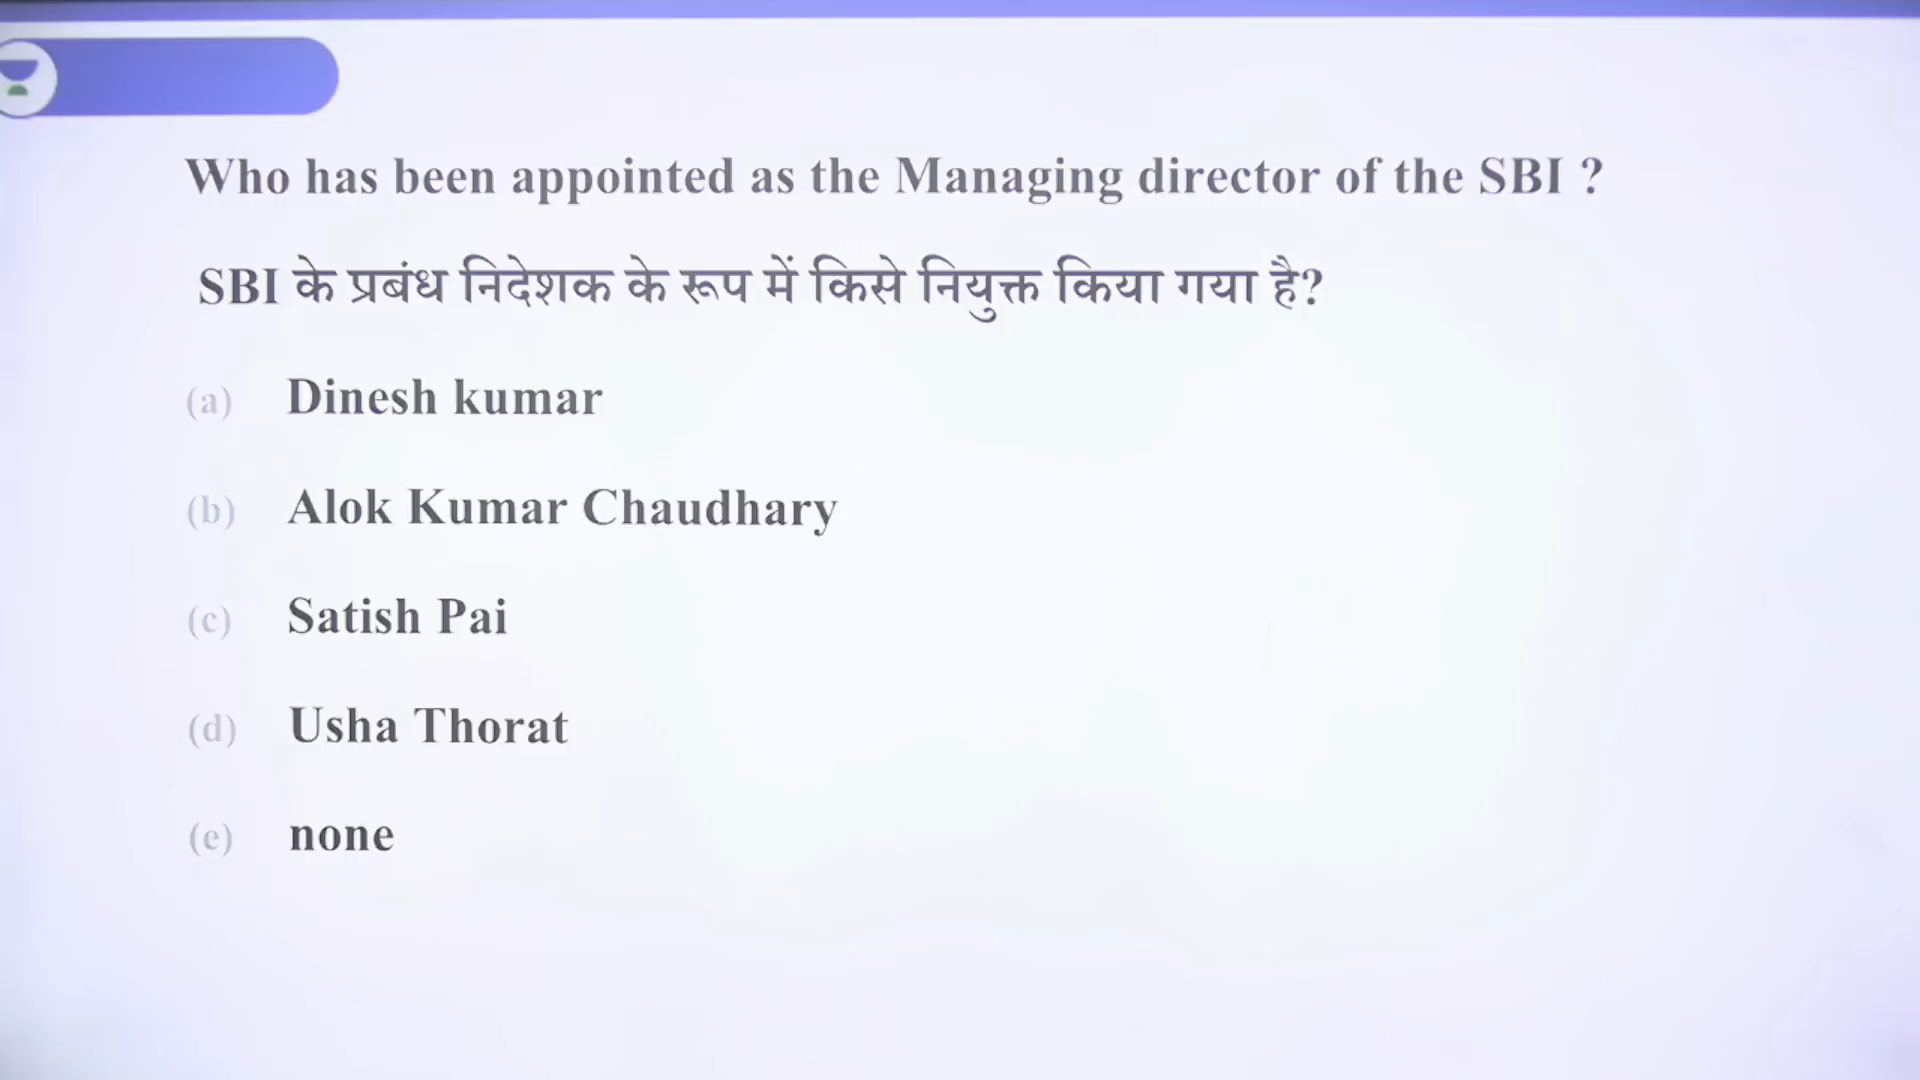 Who has been appointed as the Managing director of the SBI ?
SBI के प्रबंध निदेशक के रूप में किसे नियुक्त किया गया है?
(a) Dinesh kumar
(b) Alok Kumar Chaudhary
(c) Satish Pai
(d) Usha Thorat
(e) none